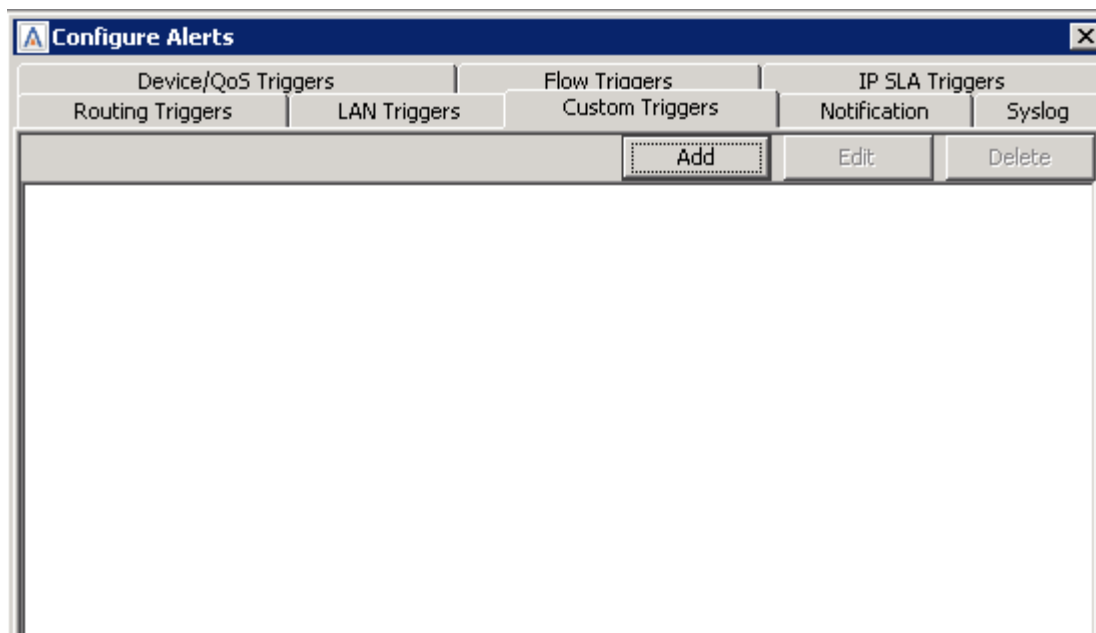 Configure Alerts
Device/QoS Triggers Flow Triggers IP SLA Triggers
Routing Triggers LAN Triggers Custom Triggers Notification Syslog
Add Edit Delete